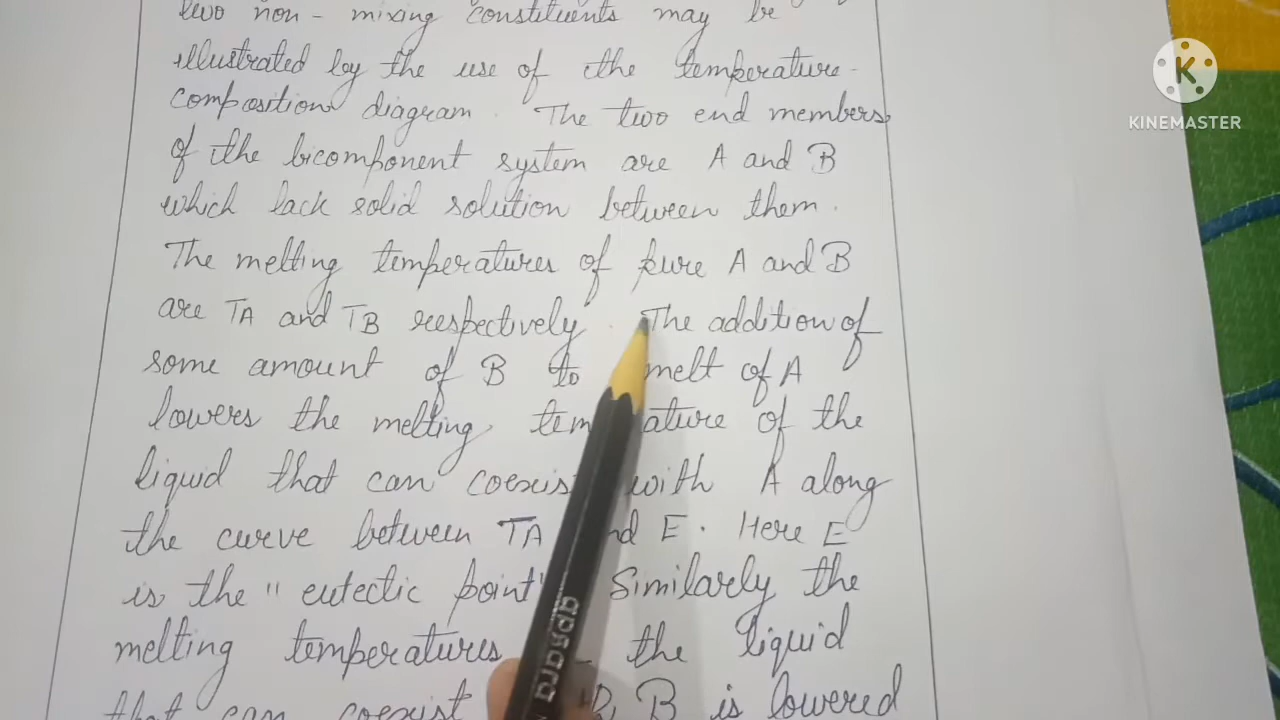 two non - mixing constituents may be
illustrated by the use of the temperature -
composition diagram. The two end members
of the bicomponent system are A and B
which lack solid solution between them.
The melting temperatures of pure A and B
are TA and TB respectively. The addition of
some amount of B to melt of A
lowers the melting temperature of the
liquid that can coexist with A along
the curve between TA and E. Here E
is the "eutectic point" Similarly the
melting temperatures the liquid
that can coexist B is lowered
K
KINEMASTER
apsara